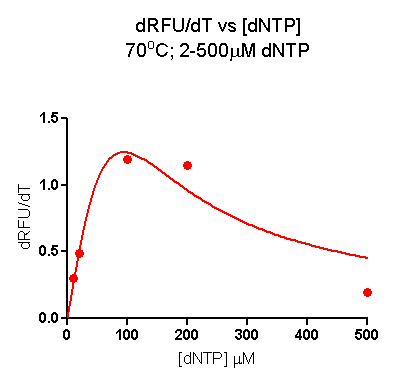 dRFU/dT vs [dNTP]
70°C; 2-500µM dNTP
1.5
1.0
0.5
0.0
dRFU/dT
0 100 200 300 400 500
[dNTP] µM